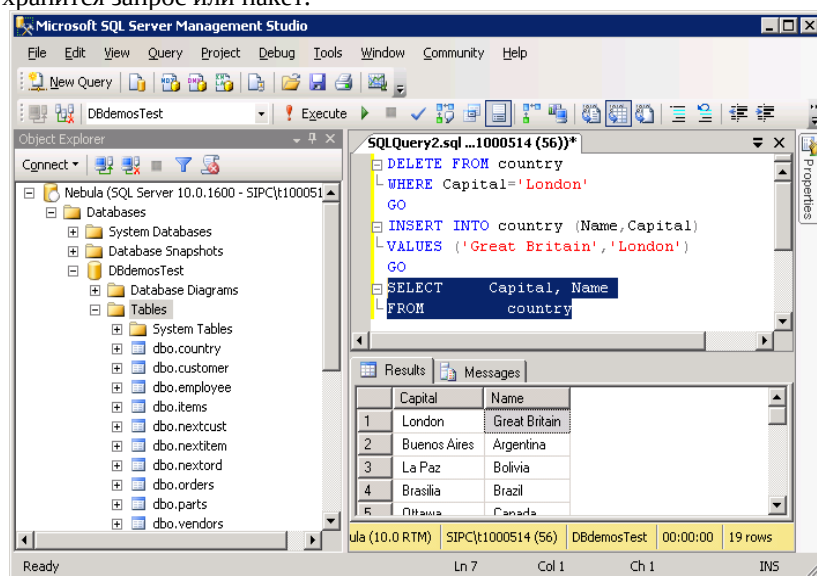 хранится запрос или пакет.
Microsoft SQL Server Management Studio
File Edit View Query Project Debug Tools Window Community Help
New Query
DBdemosTest Execute
Object Explorer
Connect
Nebula (SQL Server 10.0.1600 - SIPC\t100051
Databases
System Databases
Database Snapshots
DBdemosTest
Database Diagrams
Tables
System Tables
dbo.country
dbo.customer
dbo.employee
dbo.items
dbo.nextcust
dbo.nextitem
dbo.nextord
dbo.orders
dbo.parts
dbo.vendors
SQLQuery2.sql ...1000514 (56))*
DELETE FROM country
WHERE Capital='London'
GO
INSERT INTO country (Name,Capital)
VALUES ('Great Britain','London')
GO
SELECT Capital, Name
FROM country
Properties
Results Messages
Capital Name
1 London Great Britain
2 Buenos Aires Argentina
3 La Paz Bolivia
4 Brasilia Brazil
5 Ottawa Canada
ula (10.0 RTM) SIPC\t1000514 (56) DBdemosTest 00:00:00 19 rows
Ready Ln 7 Col 1 Ch 1 INS